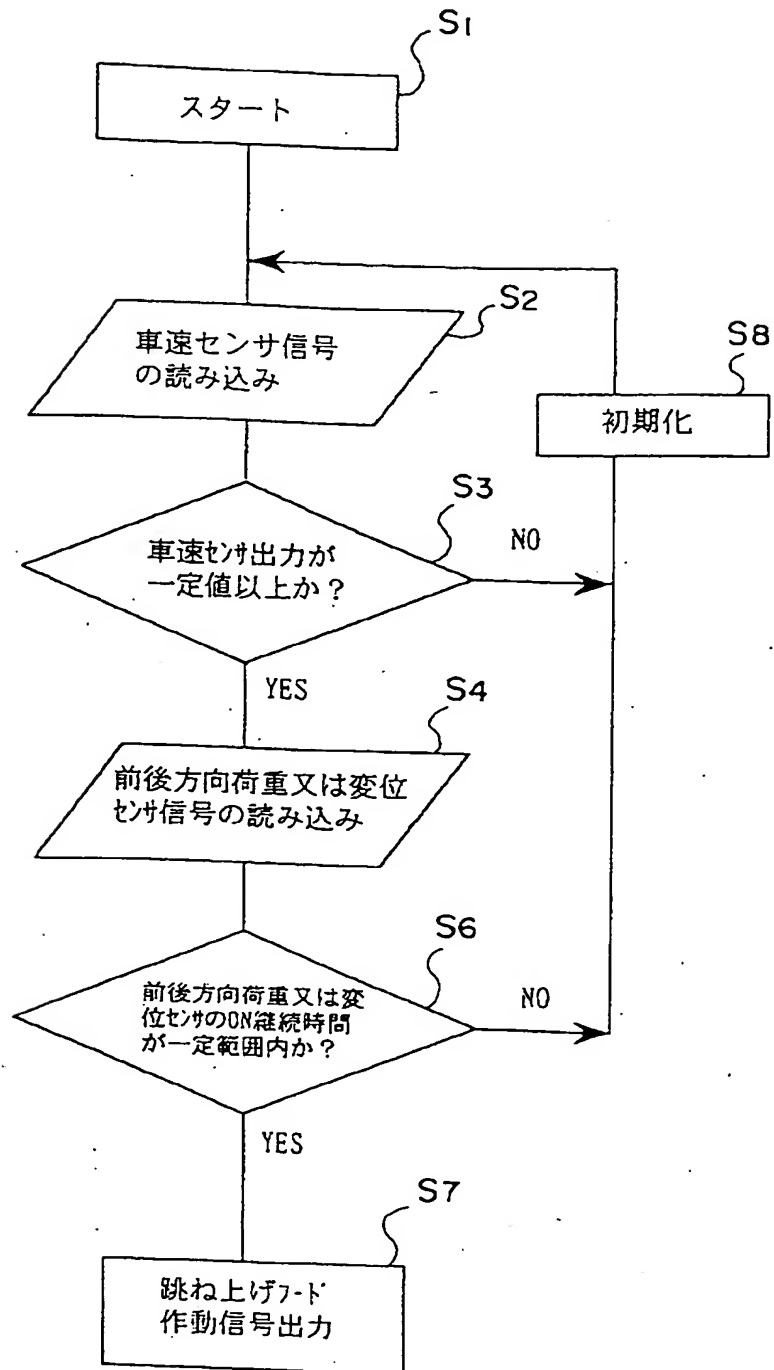 S1
スタート
S2
車速センサ信号
の読み込み
S8
初期化
S3
車速ｾﾝｻ出力が
一定値以上か？
NO
YES
S4
前後方向荷重又は変位
ｾﾝｻ信号の読み込み
S6
前後方向荷重又は変
位ｾﾝｻのON継続時間
が一定範囲内か？
NO
YES
S7
跳ね上げﾌｰﾄﾞ
作動信号出力